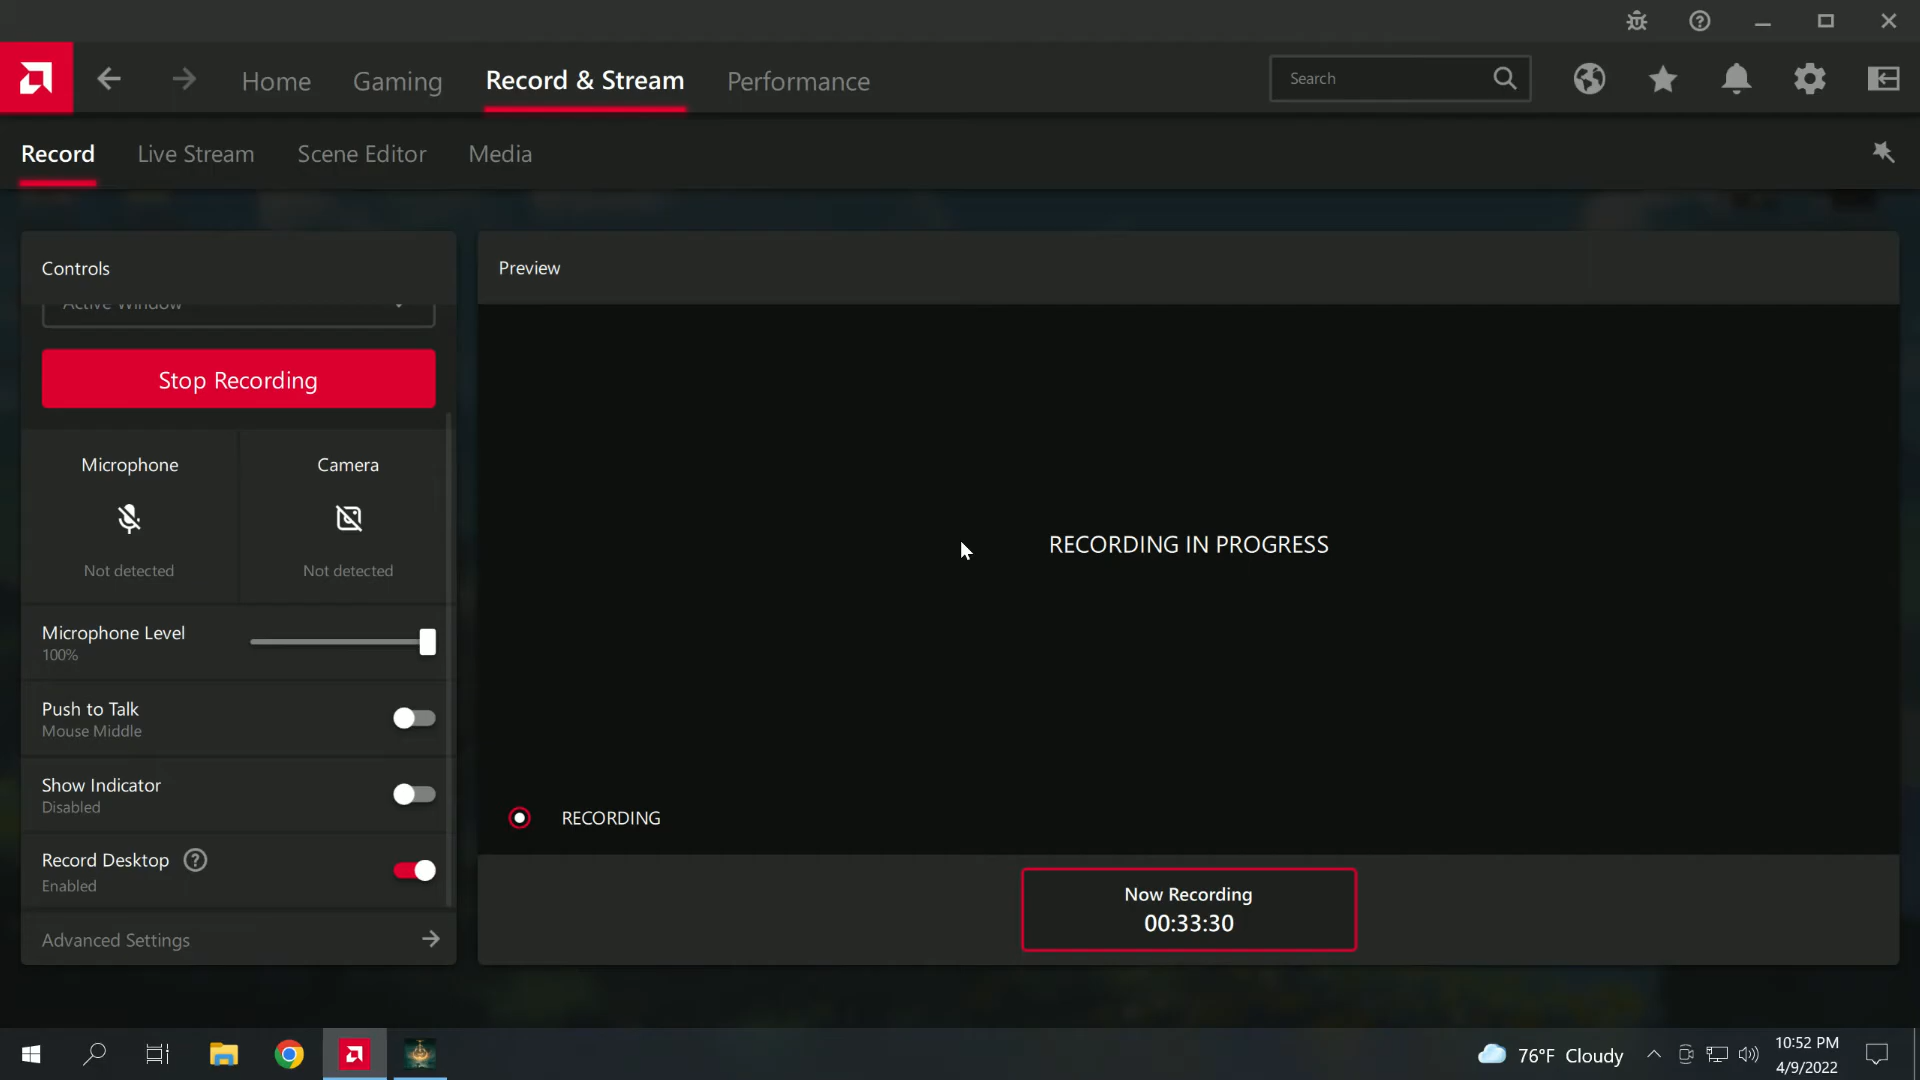 Home
Gaming
Record & Stream
Performance
Search
Record
Live Stream
Scene Editor
Media
Controls
Active Window
Stop Recording
Microphone
Camera
Not detected
Not detected
Microphone Level
100%
Push to Talk
Mouse Middle
Show Indicator
Disabled
Record Desktop
Enabled
Advanced Settings
Preview
RECORDING IN PROGRESS
RECORDING
Now Recording
00:33:30
76°F Cloudy
10:52 PM
4/9/2022